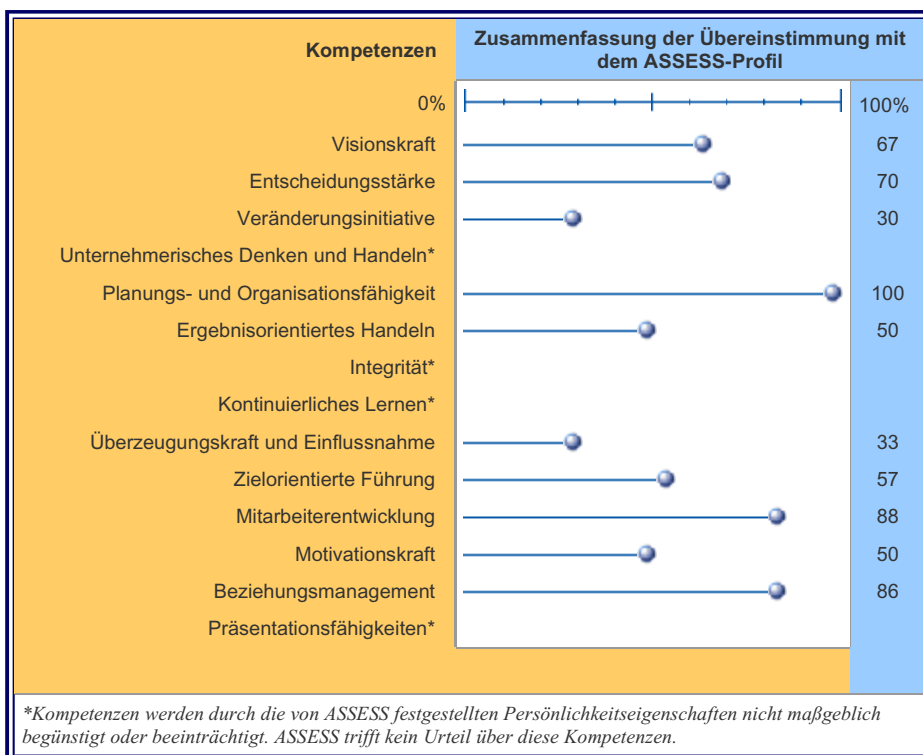 Kompetenzen
Zusammenfassung der Übereinstimmung mit
dem ASSESS-Profil
0% 100%
Visionskraft 67
Entscheidungsstärke 70
Veränderungsinitiative 30
Unternehmerisches Denken und Handeln*
Planungs- und Organisationsfähigkeit 100
Ergebnisorientiertes Handeln 50
Integrität*
Kontinuierliches Lernen*
Überzeugungskraft und Einflussnahme 33
Zielorientierte Führung 57
Mitarbeiterentwicklung 88
Motivationskraft 50
Beziehungsmanagement 86
Präsentationsfähigkeiten*
*Kompetenzen werden durch die von ASSESS festgestellten Persönlichkeitseigenschaften nicht maßgeblich
begünstigt oder beeinträchtigt. ASSESS trifft kein Urteil über diese Kompetenzen.